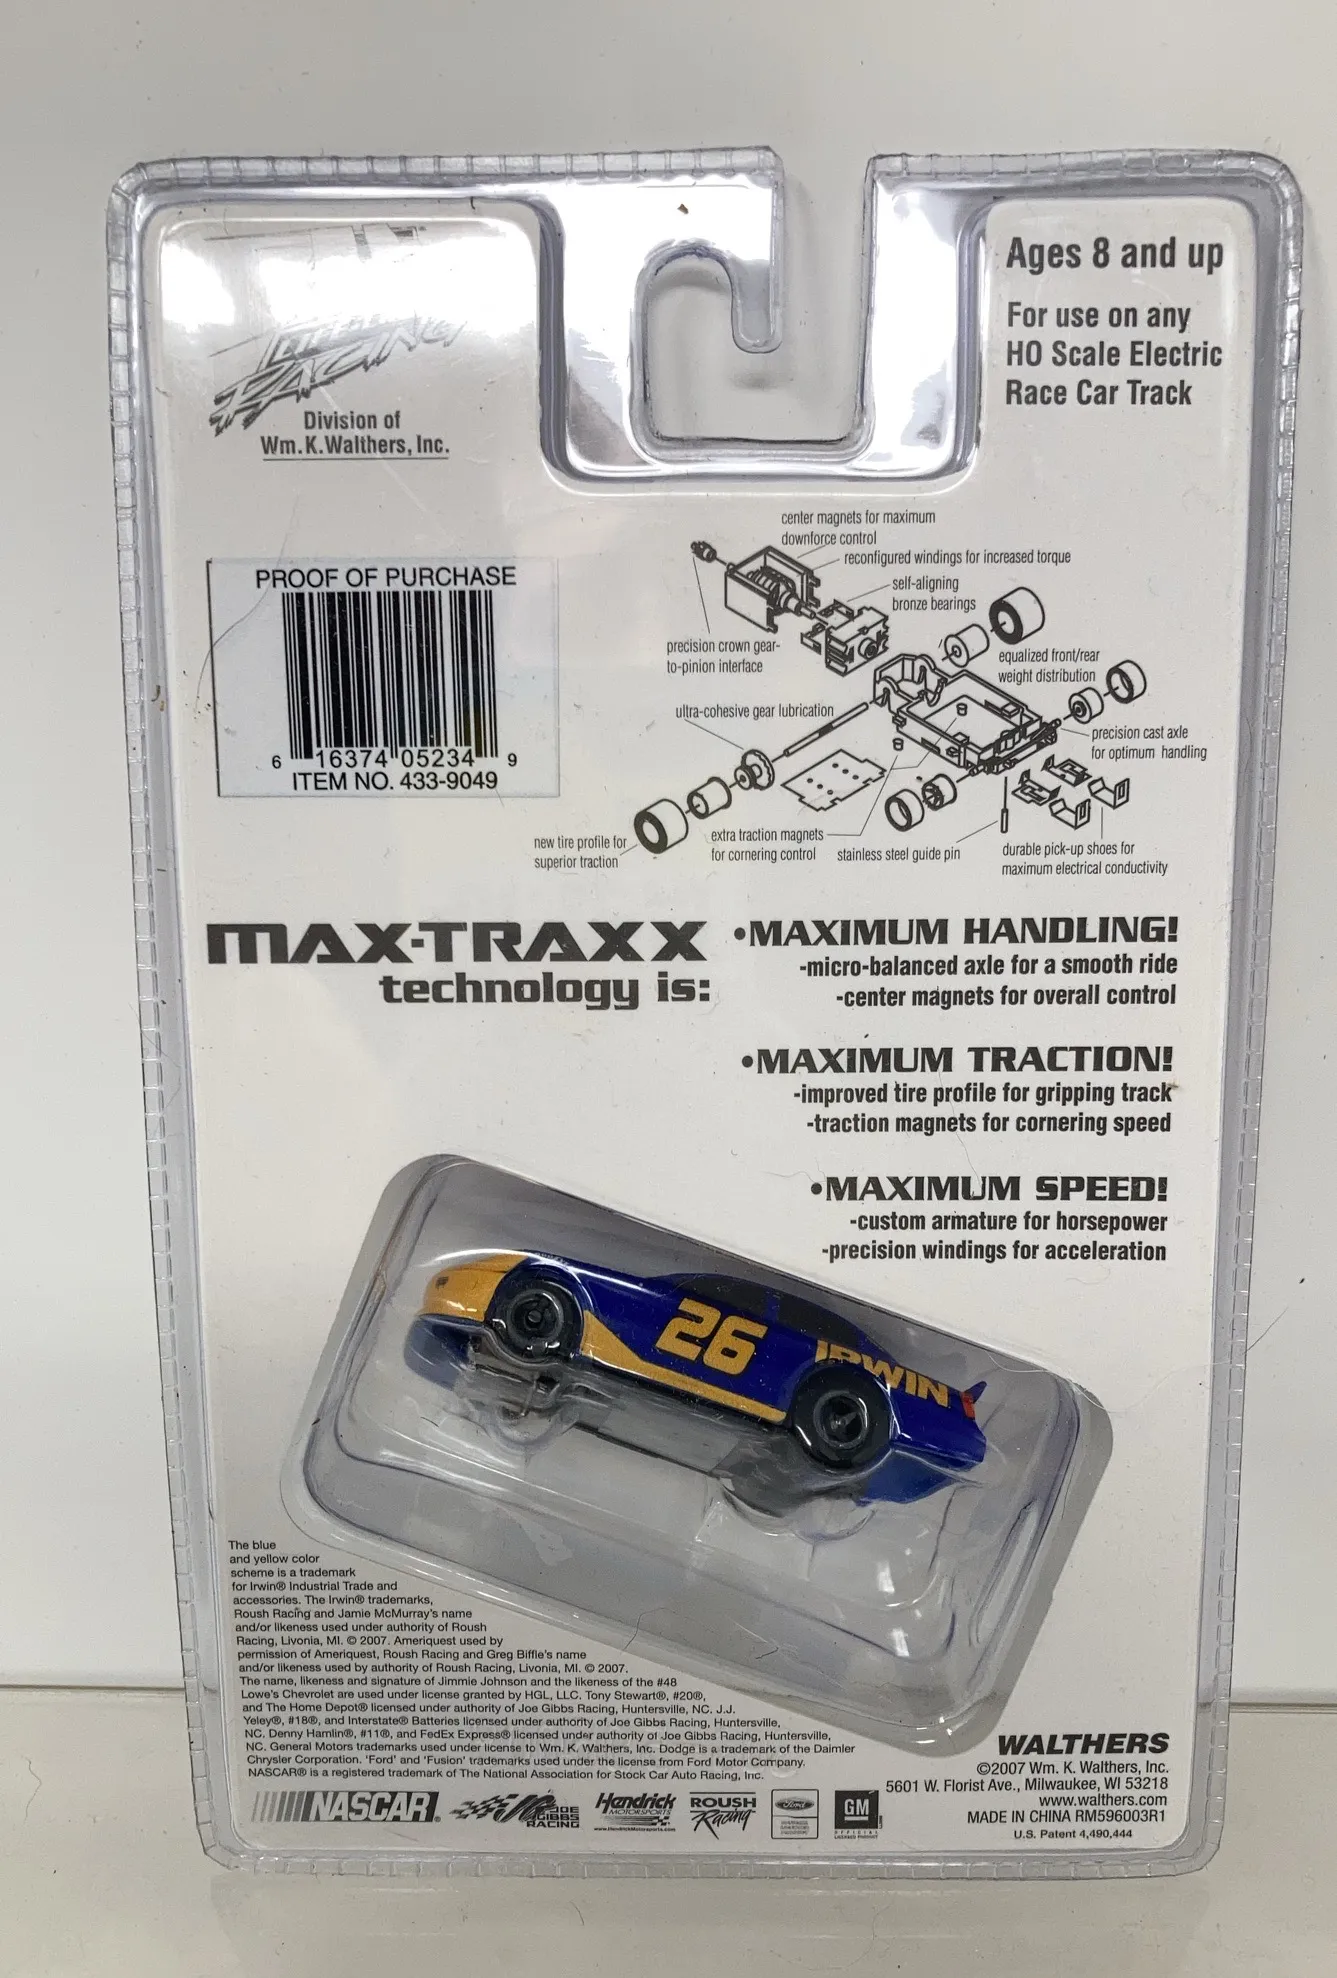 LIFE-LIKE
RACING
Division of
Wm. K. Walthers, Inc.
Ages 8 and up
For use on any
HO Scale Electric
Race Car Track
PROOF OF PURCHASE
6 16374 05234 9
ITEM NO. 433-9049
center magnets for maximum
downforce control
reconfigured windings for increased torque
self-aligning
bronze bearings
precision crown gear-
to-pinion interface
equalized front/rear
weight distribution
ultra-cohesive gear lubrication
precision cast axle
for optimum handling
new tire profile for
superior traction
extra traction magnets
for cornering control
stainless steel guide pin
durable pick-up shoes for
maximum electrical conductivity
MAX-TRAXX
technology is:
•MAXIMUM HANDLING!
-micro-balanced axle for a smooth ride
-center magnets for overall control
•MAXIMUM TRACTION!
-improved tire profile for gripping track
-traction magnets for cornering speed
•MAXIMUM SPEED!
-custom armature for horsepower
-precision windings for acceleration
26
IRWIN
The blue
and yellow color
scheme is a trademark
for Irwin® Industrial Trade and
accessories. The Irwin® trademarks,
Roush Racing and Jamie McMurray's name
and/or likeness used under authority of Roush
Racing, Livonia, MI. © 2007. Ameriquest used by
permission of Ameriquest, Roush Racing and Greg Biffle's name
and/or likeness used by authority of Roush Racing, Livonia, MI. © 2007.
The name, likeness and signature of Jimmie Johnson and the likeness of the #48
Lowe's Chevrolet are used under license granted by HGL, LLC. Tony Stewart®, #20®,
and The Home Depot® licensed under authority of Joe Gibbs Racing, Huntersville, NC. J.J.
Yeley®, #18®, and Interstate® Batteries licensed under authority of Joe Gibbs Racing, Huntersville,
NC. Denny Hamlin®, #11®, and FedEx Express® licensed under authority of Joe Gibbs Racing, Huntersville,
NC. General Motors trademarks used under license to Wm. K. Walthers, Inc. Dodge is a trademark of the Daimler
Chrysler Corporation. 'Ford' and 'Fusion' trademarks used under the license from Ford Motor Company.
NASCAR® is a registered trademark of The National Association for Stock Car Auto Racing, Inc.
NASCAR®
JOE
GIBBS
RACING
Hendrick
MOTORSPORTS
www.HendrickMotorsports.com
ROUSH
Racing
Ford
GM
OFFICIAL
LICENSED PRODUCT
WALTHERS
©2007 Wm. K. Walthers, Inc.
5601 W. Florist Ave., Milwaukee, WI 53218
www.walthers.com
MADE IN CHINA RM596003R1
U.S. Patent 4,490,444